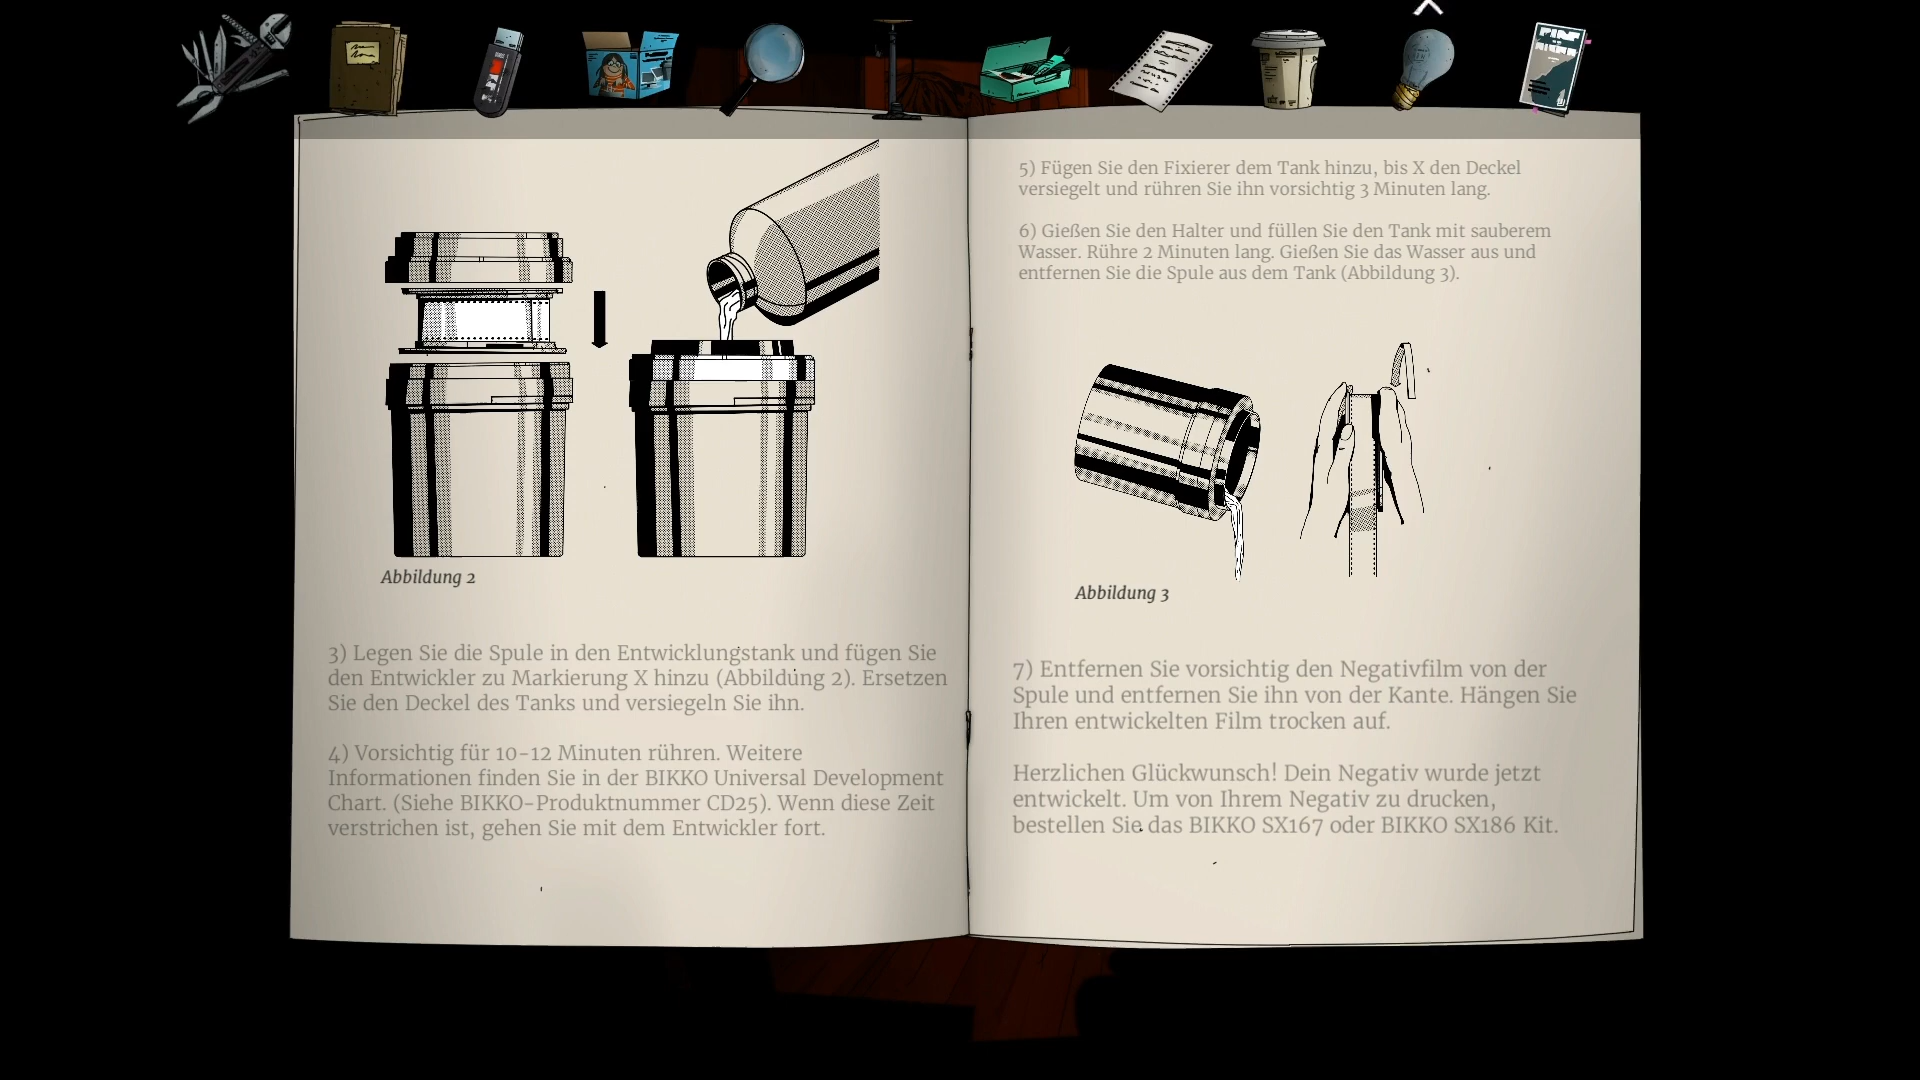 Abbildung 2
3) Legen Sie die Spule in den Entwicklungstank und fügen Sie
den Entwickler zu Markierung X hinzu (Abbildung 2). Ersetzen
Sie den Deckel des Tanks und versiegeln Sie ihn.
4) Vorsichtig für 10-12 Minuten rühren. Weitere
Informationen finden Sie in der BIKKO Universal Development
Chart. (Siehe BIKKO-Produktnummer CD25). Wenn diese Zeit
verstrichen ist, gehen Sie mit dem Entwickler fort.
5) Fügen Sie den Fixierer dem Tank hinzu, bis X den Deckel
versiegelt und rühren Sie ihn vorsichtig 3 Minuten lang.
6) Gießen Sie den Halter und füllen Sie den Tank mit sauberem
Wasser. Rühre 2 Minuten lang. Gießen Sie das Wasser aus und
entfernen Sie die Spule aus dem Tank (Abbildung 3).
Abbildung 3
7) Entfernen Sie vorsichtig den Negativfilm von der
Spule und entfernen Sie ihn von der Kante. Hängen Sie
Ihren entwickelten Film trocken auf.
Herzlichen Glückwunsch! Dein Negativ wurde jetzt
entwickelt. Um von Ihrem Negativ zu drucken,
bestellen Sie das BIKKO SX167 oder BIKKO SX186 Kit.